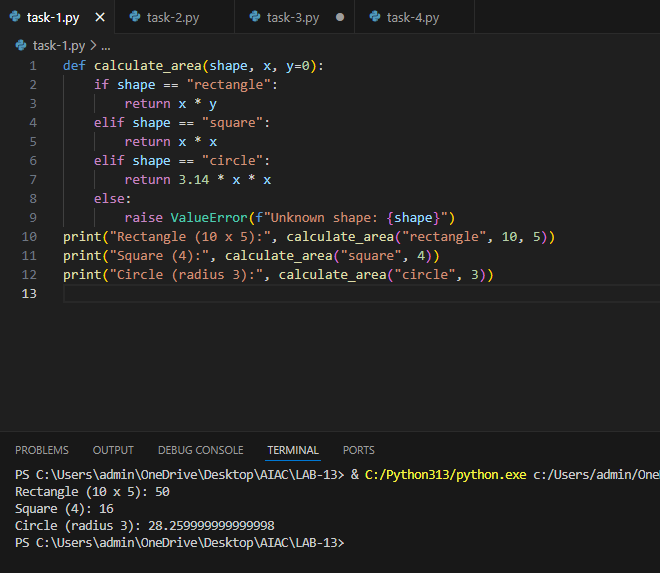 task-1.py × task-2.py task-3.py task-4.py
task-1.py > ...
1 def calculate_area(shape, x, y=0):
2     if shape == "rectangle":
3         return x * y
4     elif shape == "square":
5         return x * x
6     elif shape == "circle":
7         return 3.14 * x * x
8     else:
9         raise ValueError(f"Unknown shape: {shape}")
10 print("Rectangle (10 x 5):", calculate_area("rectangle", 10, 5))
11 print("Square (4):", calculate_area("square", 4))
12 print("Circle (radius 3):", calculate_area("circle", 3))
13
PROBLEMS OUTPUT DEBUG CONSOLE TERMINAL PORTS
PS C:\Users\admin\OneDrive\Desktop\AIAC\LAB-13> & C:/Python313/python.exe c:/Users/admin/One
Rectangle (10 x 5): 50
Square (4): 16
Circle (radius 3): 28.259999999999998
PS C:\Users\admin\OneDrive\Desktop\AIAC\LAB-13>